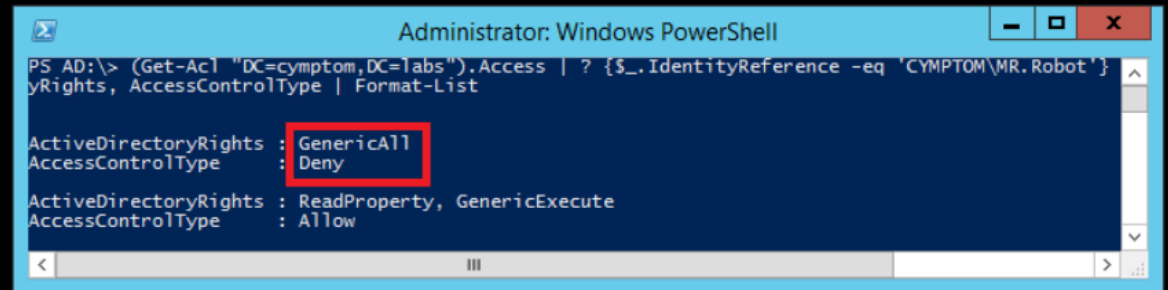 Administrator: Windows PowerShell
PS AD:\> (Get-Acl "DC=cymptom,DC=labs").Access | ? {$_.IdentityReference -eq 'CYMPTOM\MR.Robot'}
yRights, AccessControlType | Format-List
ActiveDirectoryRights : GenericAll
AccessControlType : Deny
ActiveDirectoryRights : ReadProperty, GenericExecute
AccessControlType : Allow